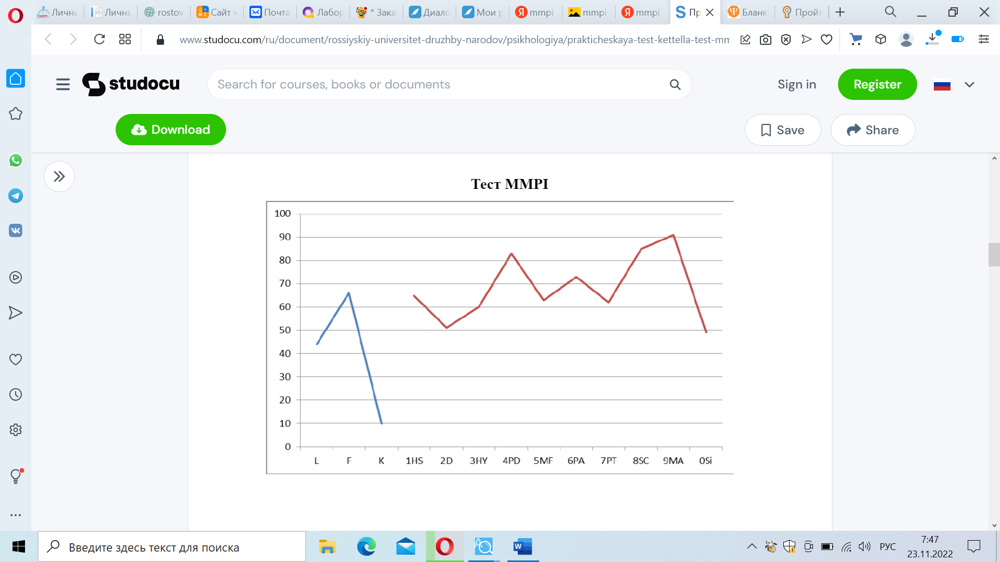 Личнь
Личнь
rostov
Сайт «
Почта
Лабор
* Зака
Диало
Мои р
mmpi
mmpi
mmpi
Пр
Бланк
Пройт
www.studocu.com/ru/document/rossiyskiy-universitet-druzhby-narodov/psikhologiya/prakticheskaya-test-kettella-test-mm
studocu
Search for courses, books or documents
Sign in
Register
Download
Save
Share
Тест MMPI
100
90
80
70
60
50
40
30
20
10
0
L F K 1HS 2D 3HY 4PD 5MF 6PA 7PT 8SC 9MA 0Si
Введите здесь текст для поиска
РУС
7:47
23.11.2022